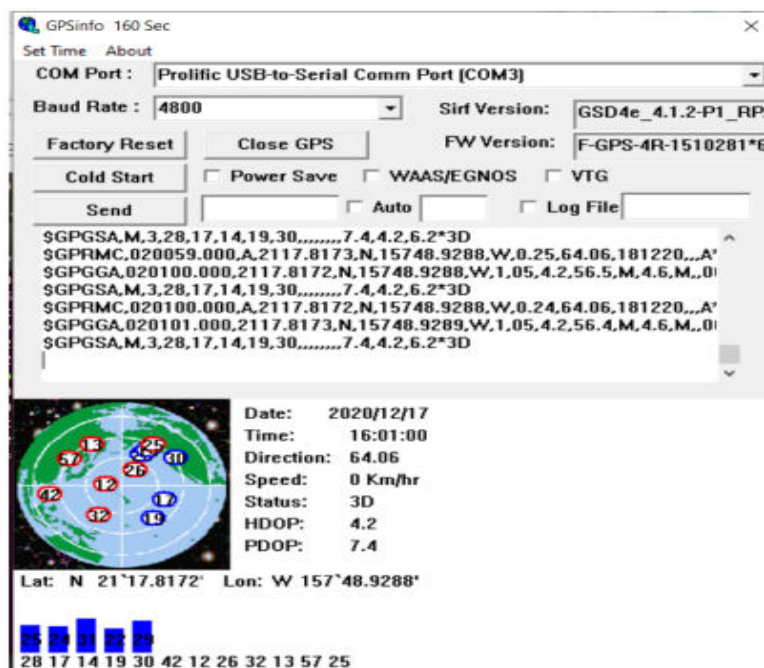 GPSinfo 160 Sec
Set Time About
COM Port : Prolific USB-to-Serial Comm Port (COM3)
Baud Rate : 4800 Sirf Version: GSD4e_4.1.2-P1_RP
Factory Reset Close GPS FW Version: F-GPS-4R-1510281*6
Cold Start Power Save WAAS/EGNOS VTG
Send Auto Log File
$GPGSA,M,3,28,17,14,19,30,,,,,,,,7.4,4.2,6.2*3D
$GPRMC,020059.000,A,2117.8173,N,15748.9288,W,0.25,64.06,181220,,,A*
$GPGGA,020100.000,2117.8172,N,15748.9288,W,1,05,4.2,56.5,M,4.6,M,,0
$GPGSA,M,3,28,17,14,19,30,,,,,,,,7.4,4.2,6.2*3D
$GPRMC,020100.000,A,2117.8172,N,15748.9288,W,0.24,64.06,181220,,,A*
$GPGGA,020101.000,2117.8173,N,15748.9289,W,1,05,4.2,56.4,M,4.6,M,,0
$GPGSA,M,3,28,17,14,19,30,,,,,,,,7.4,4.2,6.2*3D
13 25
57 30
26
42 12 17
32 19
Date: 2020/12/17
Time: 16:01:00
Direction: 64.06
Speed: 0 Km/hr
Status: 3D
HDOP: 4.2
PDOP: 7.4
Lat: N 21`17.8172' Lon: W 157`48.9288'
25 24 31 22 29
28 17 14 19 30 42 12 26 32 13 57 25